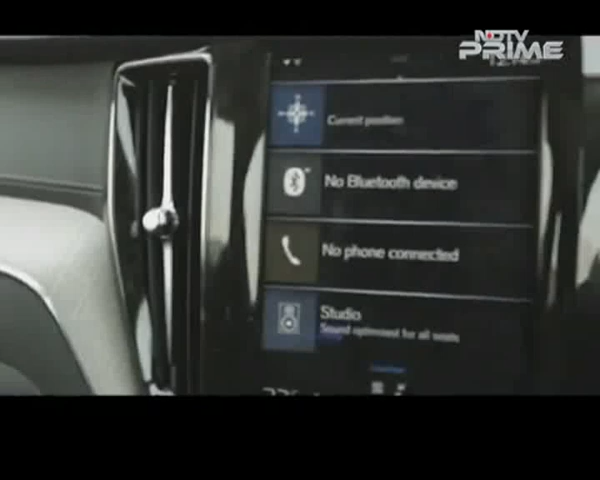 NDTV
PRIME
Current position
No Bluetooth device
No phone connected
Studio
Sound optimised for all seats